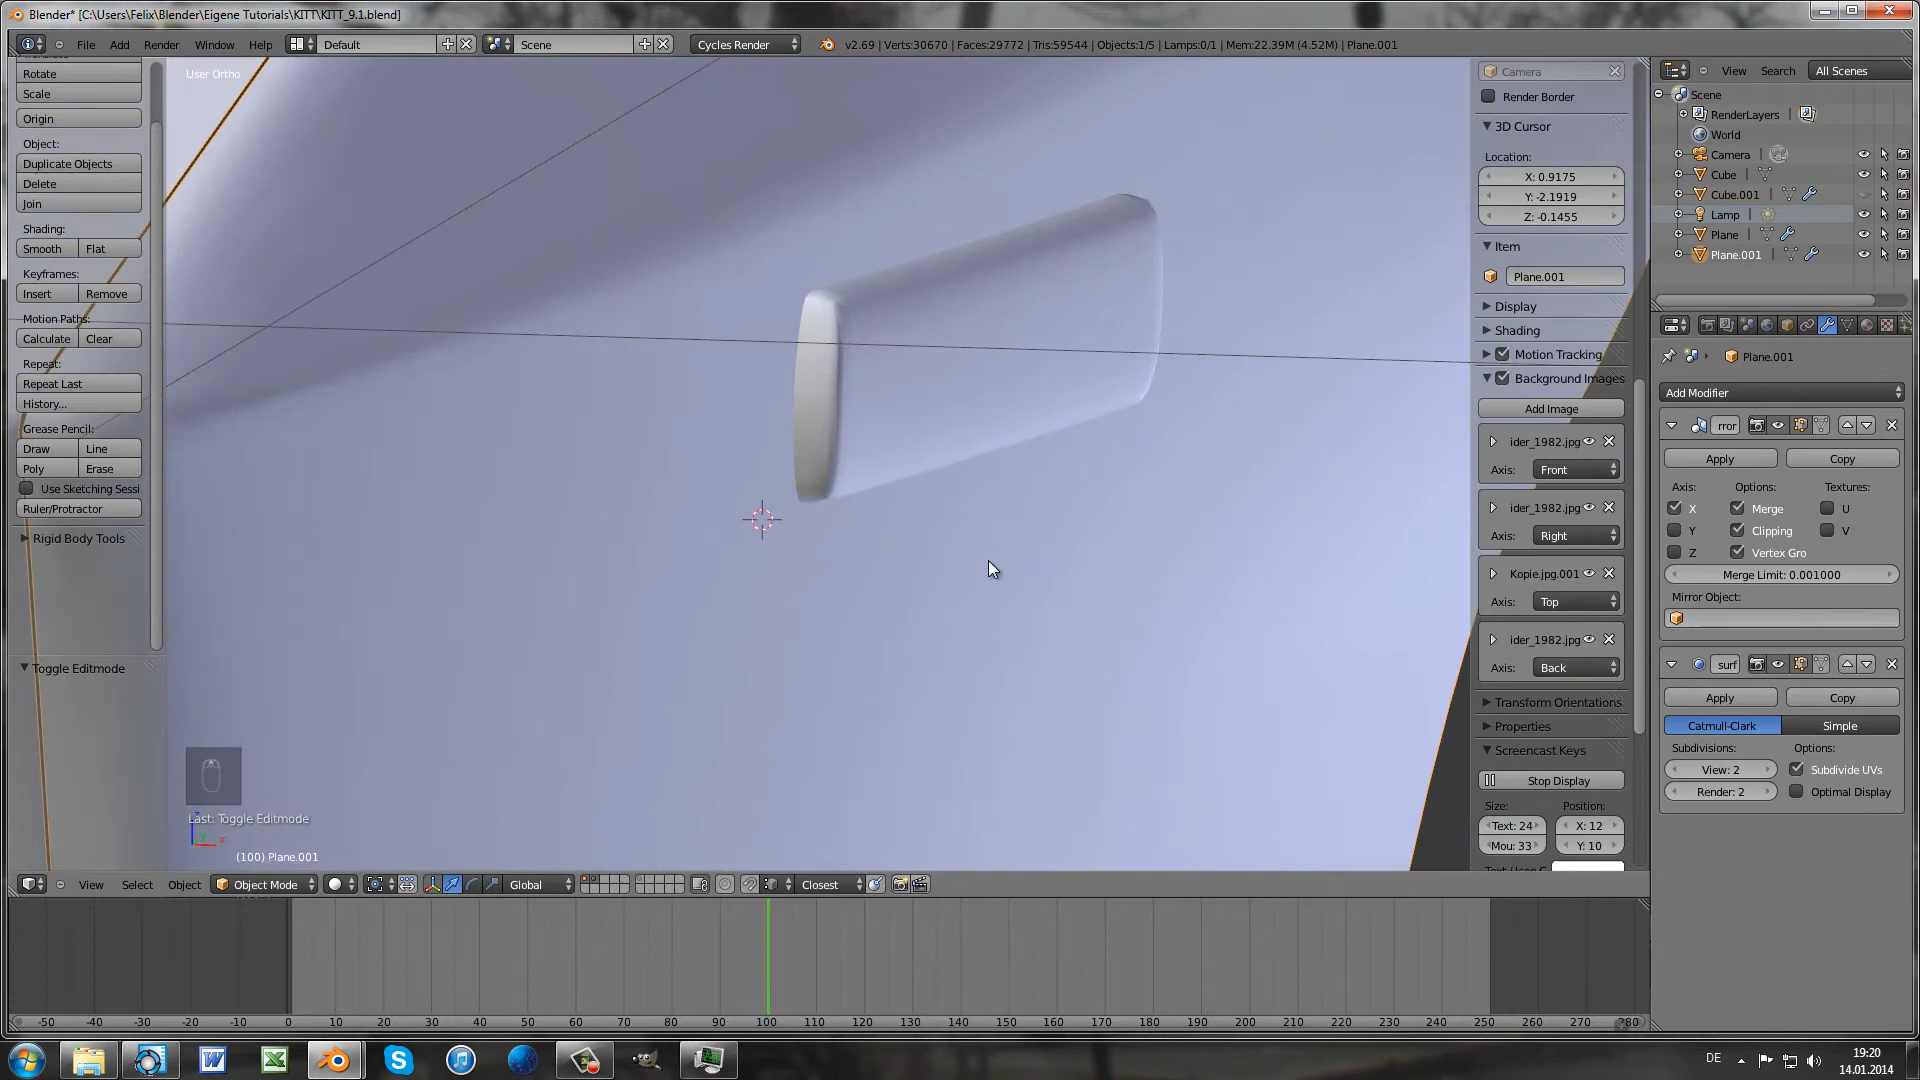 Blender* [C:\Users\Felix\Blender\Eigene Tutorials\KITT\KITT_9.1.blend]
File Add Render Window Help Default Scene Cycles Render v2.69 | Verts:30670 | Faces:29772 | Tris:59544 | Objects:1/5 | Lamps:0/1 | Mem:22.39M (4.52M) | Plane.001
Rotate
Scale
Origin
Object:
Duplicate Objects
Delete
Join
Shading:
Smooth Flat
Keyframes:
Insert Remove
Motion Paths:
Calculate Clear
Repeat:
Repeat Last
History...
Grease Pencil:
Draw Line
Poly Erase
Use Sketching Sessi
Ruler/Protractor
Rigid Body Tools
Toggle Editmode
User Ortho
Last: Toggle Editmode
z y x
(100) Plane.001
Camera
Render Border
3D Cursor
Location:
X: 0.9175
Y: -2.1919
Z: -0.1455
Item
Plane.001
Display
Shading
Motion Tracking
Background Images
Add Image
ider_1982.jpg
Axis: Front
ider_1982.jpg
Axis: Right
Kopie.jpg.001
Axis: Top
ider_1982.jpg
Axis: Back
Transform Orientations
Properties
Screencast Keys
Stop Display
Size: Position:
Text: 24 X: 12
Mou: 33 Y: 10
View Search All Scenes
Scene
RenderLayers
World
Camera
Cube
Cube.001
Lamp
Plane
Plane.001
Plane.001
Add Modifier
rror
Apply Copy
Axis: Options: Textures:
X Merge U
Y Clipping V
Z Vertex Gro
Merge Limit: 0.001000
Mirror Object:
surf
Apply Copy
Catmull-Clark Simple
Subdivisions: Options:
View: 2 Subdivide UVs
Render: 2 Optimal Display
View Select Object Object Mode Global Closest
-50 -40 -30 -20 -10 0 10 20 30 40 50 60 70 80 90 100 110 120 130 140 150 160 170 180 190 200 210 220 230 240 250 260 270 280
DE 19:20
14.01.2014